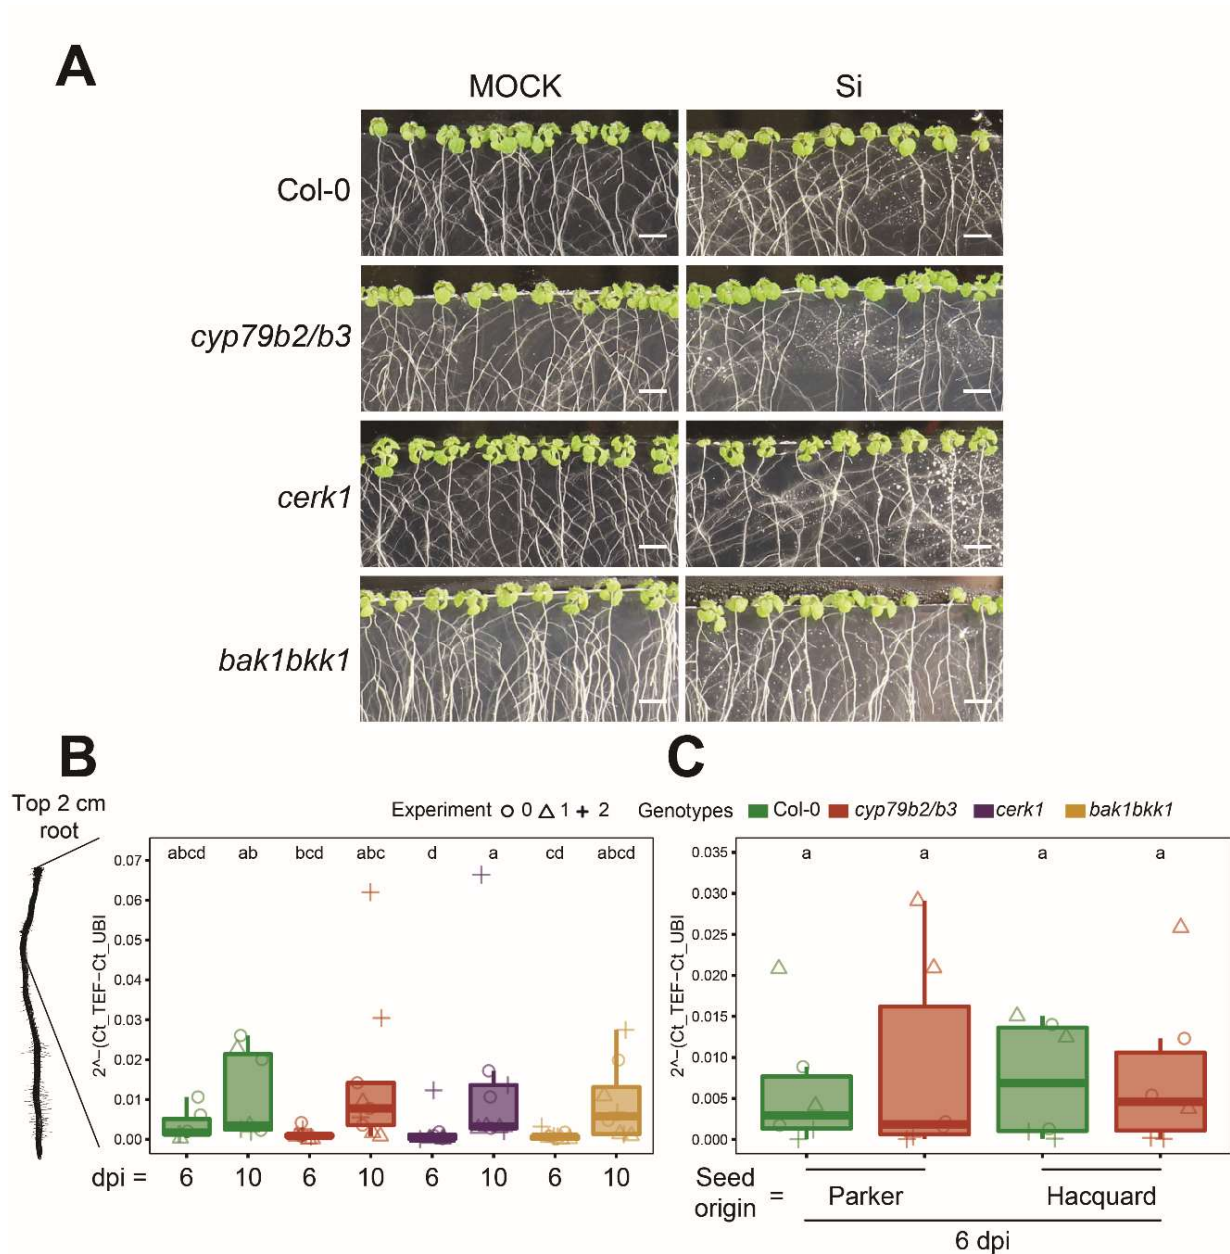 A
MOCK
Si
Col-0
cyp79b2/b3
cerk1
bak1bkk1
B
Top 2 cm
root
Experiment 0 1 2
C
Genotypes Col-0 cyp79b2/b3 cerk1 bak1bkk1
2^-(Ct_TEF-Ct_UBI
0.07
0.06
0.05
0.04
0.03
0.02
0.01
0.00
abcd ab bcd abc d a cd abcd
dpi = 6 10 6 10 6 10 6 10
2^-(Ct_TEF-Ct_UBI
0.035
0.030
0.025
0.020
0.015
0.010
0.005
0.000
a a a a
Seed
origin = Parker Hacquard
6 dpi